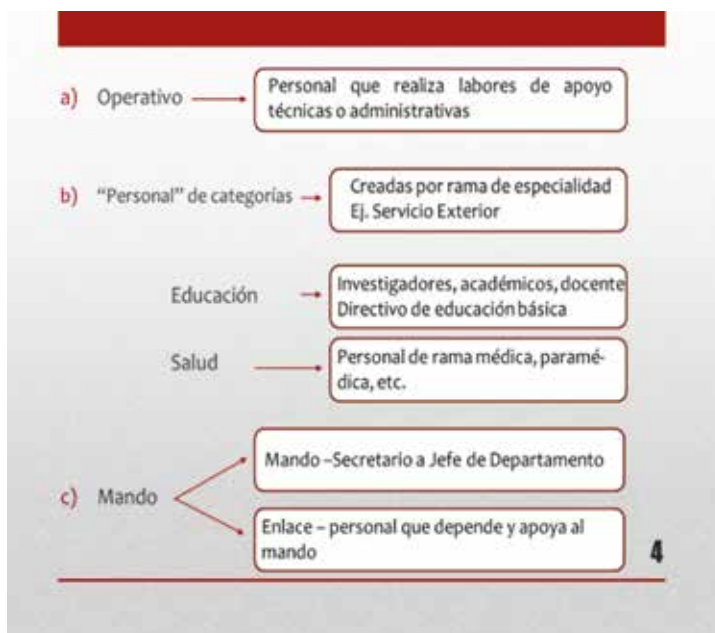 a) Operativo
Personal que realiza labores de apoyo
técnicas o administrativas
b) “Personal” de categorías
Creadas por rama de especialidad
Ej. Servicio Exterior
Educación
Investigadores, académicos, docente
Directivo de educación básica
Salud
Personal de rama médica, paramé-
dica, etc.
c) Mando
Mando –Secretario a Jefe de Departamento
Enlace – personal que depende y apoya al
mando
4